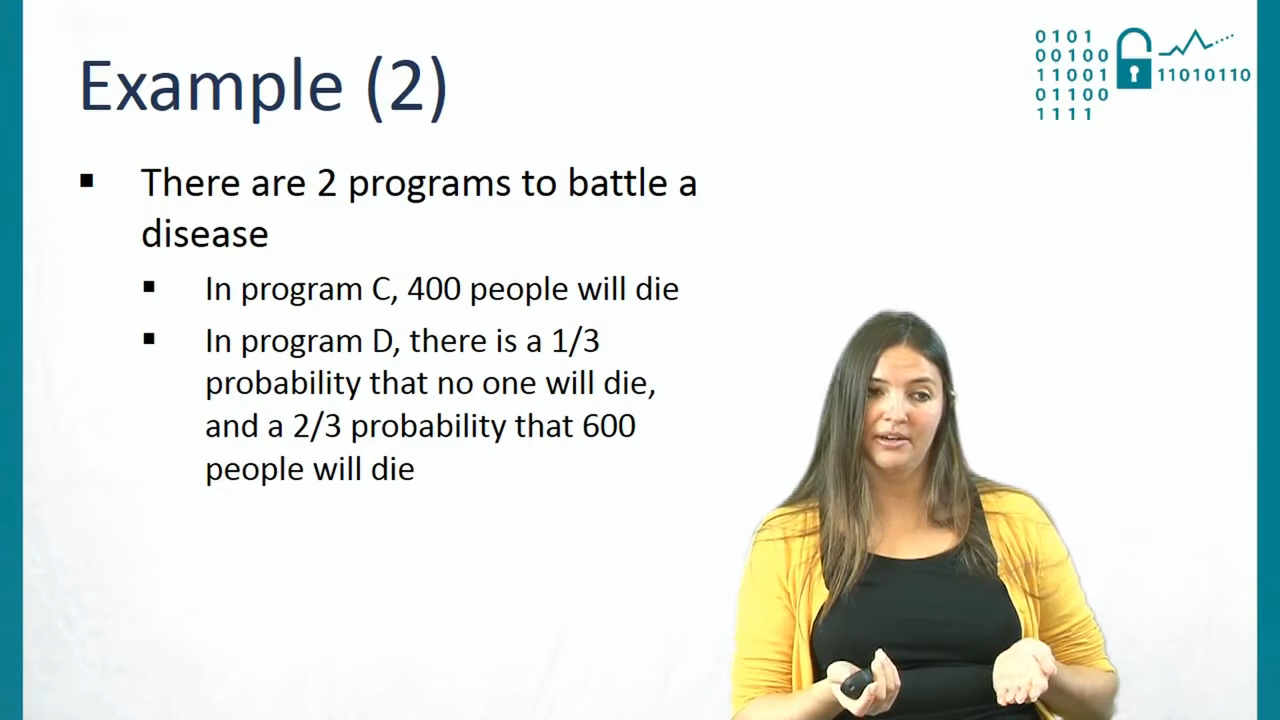 Example (2)
0101
00100
11001
11010110
01100
1111
▪ There are 2 programs to battle a
disease
▪ In program C, 400 people will die
▪ In program D, there is a 1/3
probability that no one will die,
and a 2/3 probability that 600
people will die